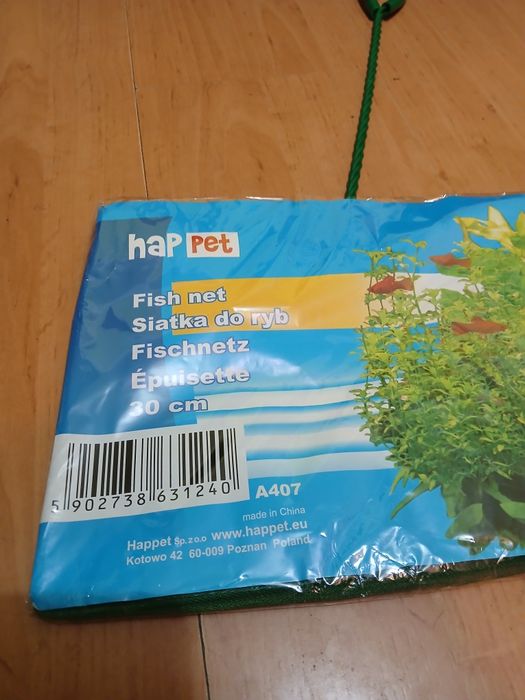 hap pet
Fish net
Siatka do ryb
Fischnetz
Épuisette
30 cm
5 902738 631240
A407
made in China
Happet Sp.z.o.o www.happet.eu
Kotowo 42 60-009 Poznan Poland